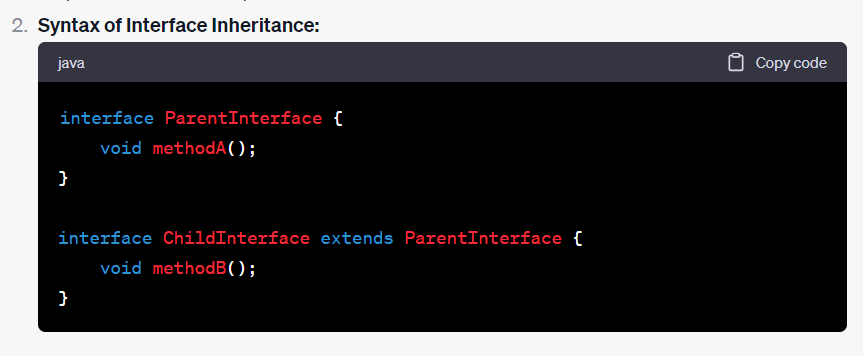 2. Syntax of Interface Inheritance:
java Copy code
interface ParentInterface {
    void methodA();
}

interface ChildInterface extends ParentInterface {
    void methodB();
}